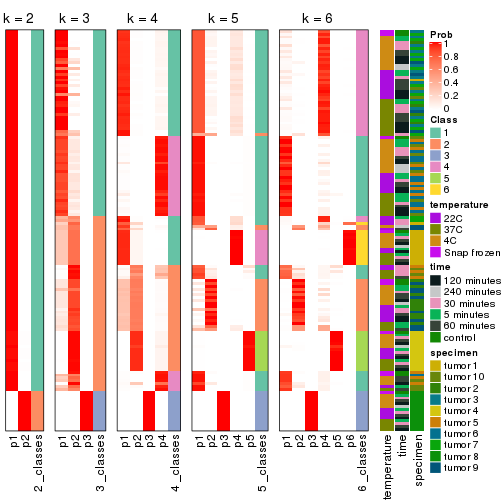 k = 2
k = 3
k = 4
k = 5
k = 6
p1
p2
2_classes
p1
p2
p3
3_classes
p1
p2
p3
p4
4_classes
p1
p2
p3
p4
p5
5_classes
p1
p2
p3
p4
p5
p6
6_classes
temperature
time
specimen
Prob
1
0.8
0.6
0.4
0.2
0
Class
1
2
3
4
5
6
temperature
22C
37C
4C
Snap frozen
time
120 minutes
240 minutes
30 minutes
5 minutes
60 minutes
control
specimen
tumor 1
tumor 10
tumor 2
tumor 3
tumor 4
tumor 5
tumor 6
tumor 7
tumor 8
tumor 9